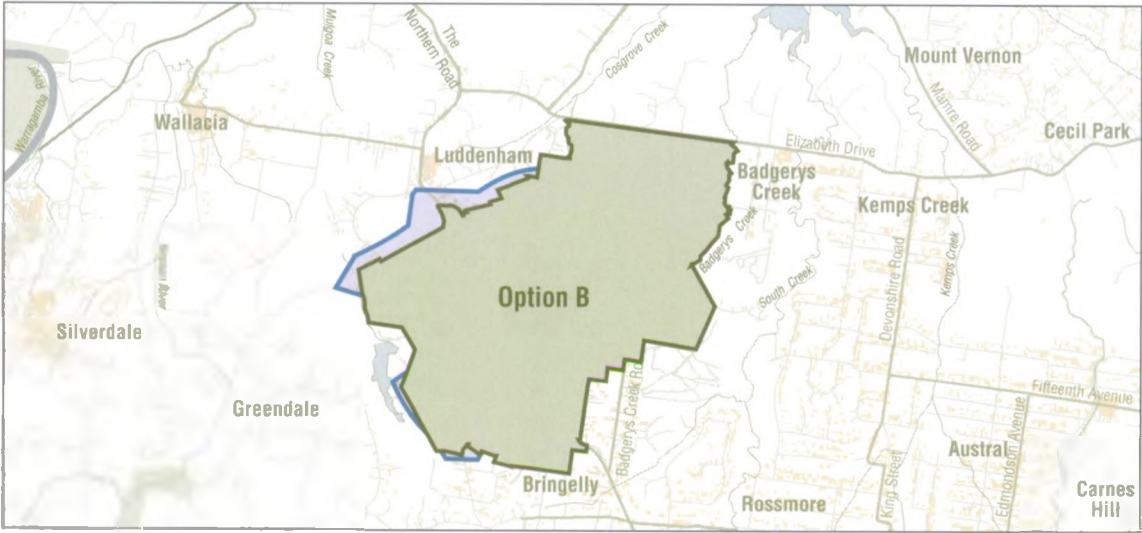 Mulgoa Creek
The
Northern Road
Cosgrove Creek
Mount Vernon
Mamre Road
Warragamba River
Wallacia
Cecil Park
Elizabeth Drive
Luddenham
Badgerys
Creek
Kemps Creek
Badgerys Creek
Kemps Creek
Devonshire Road
South Creek
Option B
Silverdale
Greendale
Badgerys Creek Rd
Fifteenth Avenue
Edmondson Avenue
Austral
King Street
Bringelly
Rossmore
Carnes
Hill